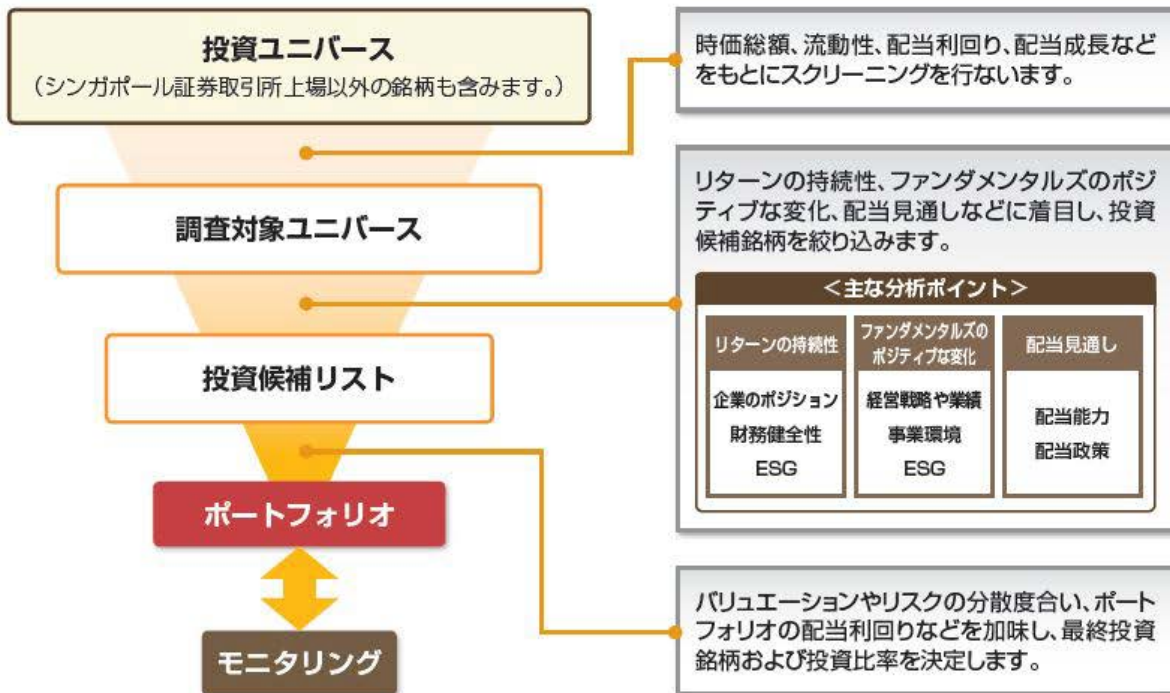 投資ユニバース
（シンガポール証券取引所上場以外の銘柄も含みます。）
時価総額、流動性、配当利回り、配当成長など
をもとにスクリーニングを行ないます。
調査対象ユニバース
リターンの持続性、ファンダメンタルズのポジ
ティブな変化、配当見通しなどに着目し、投資
候補銘柄を絞り込みます。
＜主な分析ポイント＞
リターンの持続性
企業のポジション
財務健全性
ESG
ファンダメンタルズの
ポジティブな変化
経営戦略や業績
事業環境
ESG
配当見通し
配当能力
配当政策
投資候補リスト
ポートフォリオ
バリュエーションやリスクの分散度合い、ポート
フォリオの配当利回りなどを加味し、最終投資
銘柄および投資比率を決定します。
モニタリング